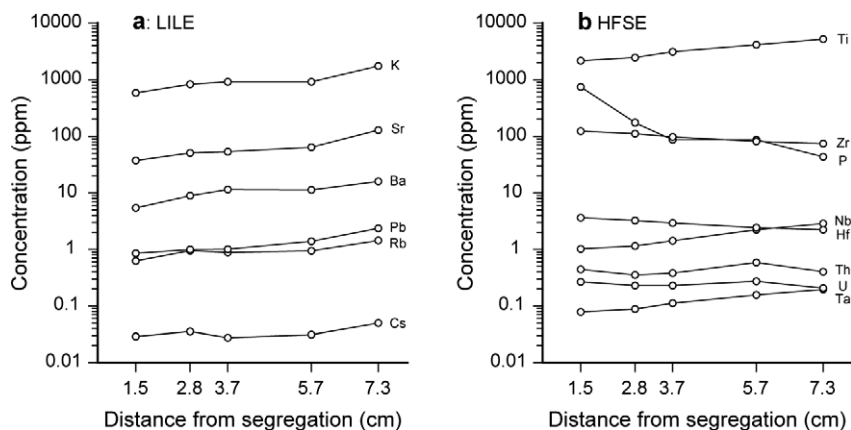 a: LILE
10000
1000
100
10
1
0.1
0.01
Concentration (ppm)
K
Sr
Ba
Pb
Rb
Cs
1.5 2.8 3.7 5.7 7.3
Distance from segregation (cm)
b HFSE
10000
1000
100
10
1
0.1
0.01
Concentration (ppm)
Ti
Zr
P
Nb
Hf
Th
U
Ta
1.5 2.8 3.7 5.7 7.3
Distance from segregation (cm)